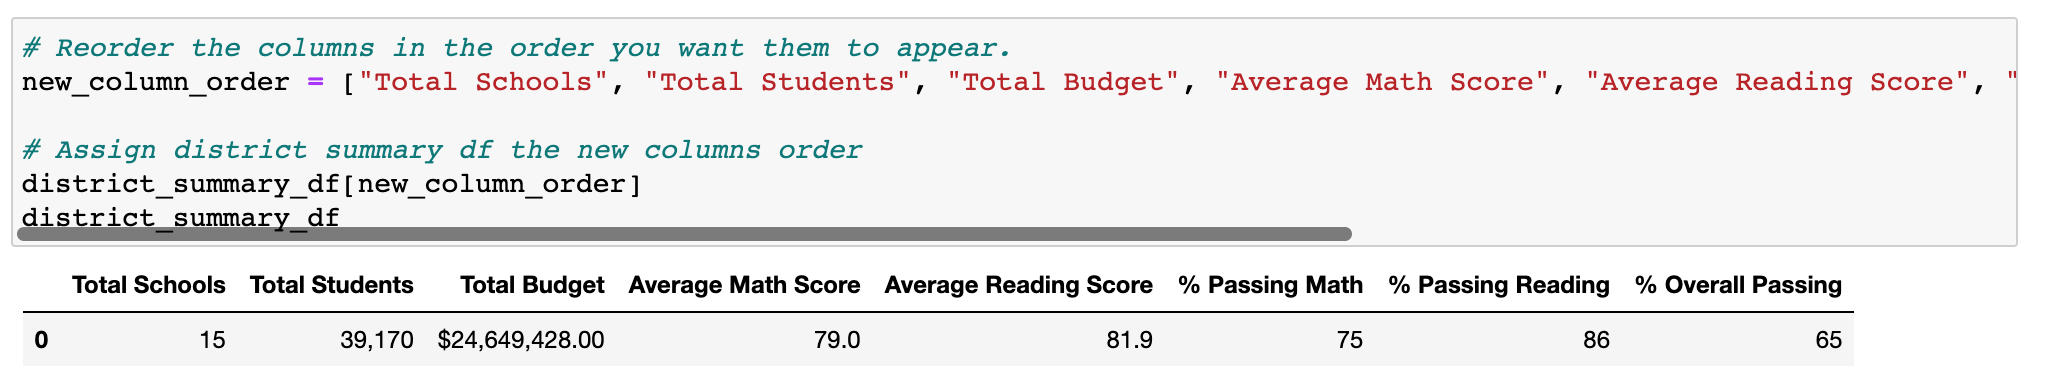 # Reorder the columns in the order you want them to appear.
new_column_order = ["Total Schools", "Total Students", "Total Budget", "Average Math Score", "Average Reading Score", "
# Assign district summary df the new columns order
district_summary_df[new_column_order]
district_summary_df
Total Schools Total Students Total Budget Average Math Score Average Reading Score % Passing Math % Passing Reading % Overall Passing
0 15 39,170 $24,649,428.00 79.0 81.9 75 86 65